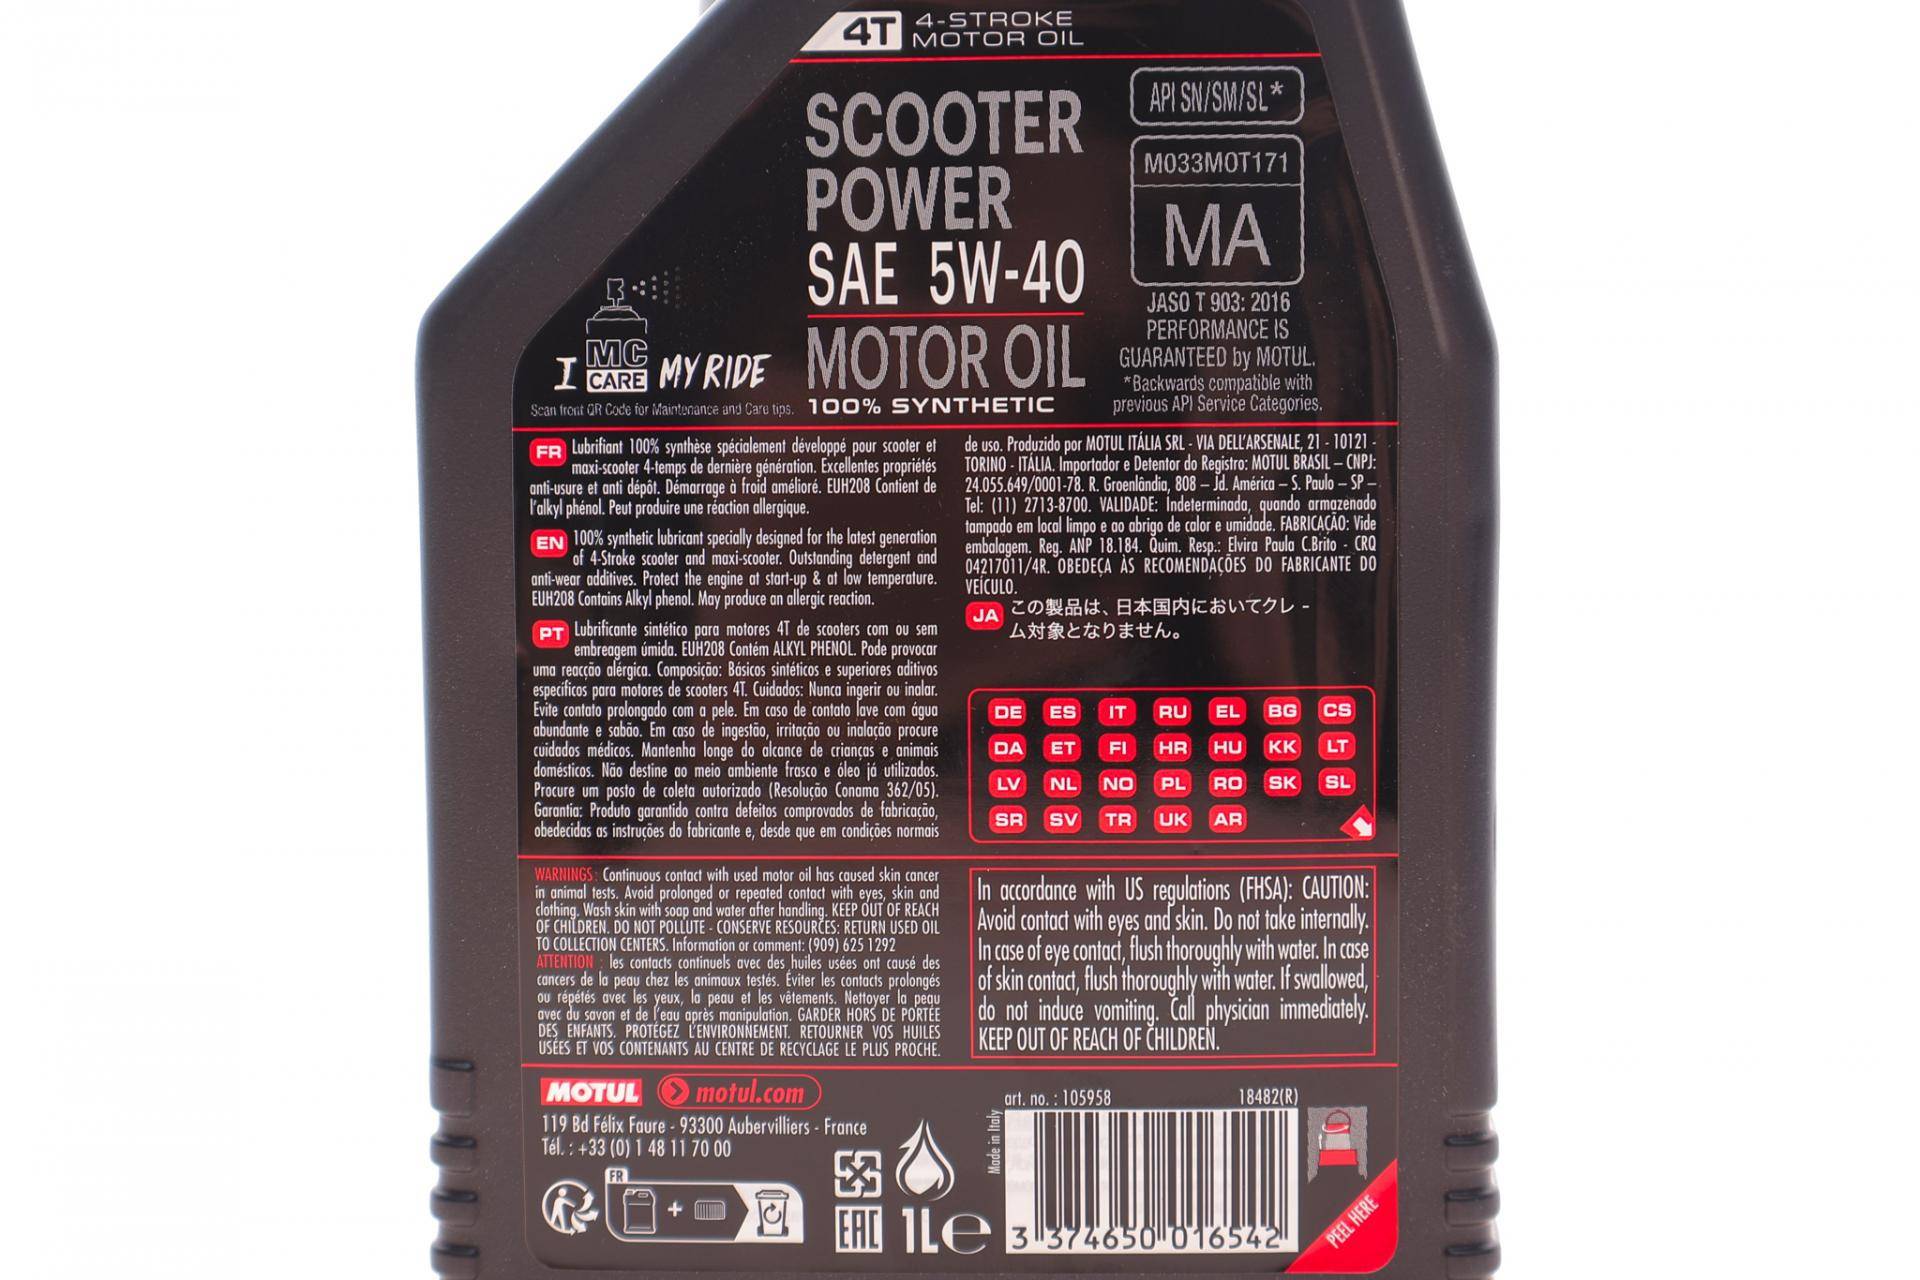 4T 4-STROKE
MOTOR OIL
SCOOTER
POWER
SAE 5W-40
MOTOR OIL
100% SYNTHETIC
API SN/SM/SL*
M033MOT171
MA
JASO T 903: 2016
PERFORMANCE IS
GUARANTEED by MOTUL.
*Backwards compatible with
previous API Service Categories.
I MC CARE MY RIDE
Scan front QR Code for Maintenance and Care tips.
FR Lubrifiant 100% synthèse spécialement développé pour scooter et
maxi-scooter 4-temps de dernière génération. Excellentes propriétés
anti-usure et anti dépôt. Démarrage à froid amélioré. EUH208 Contient de
l'alkyl phénol. Peut produire une réaction allergique.
EN 100% synthetic lubricant specially designed for the latest generation
of 4-Stroke scooter and maxi-scooter. Outstanding detergent and
anti-wear additives. Protect the engine at start-up & at low temperature.
EUH208 Contains Alkyl phenol. May produce an allergic reaction.
PT Lubrificante sintético para motores 4T de scooters com ou sem
embreagem úmida. EUH208 Contém ALKYL PHENOL. Pode provocar
uma reacção alérgica. Composição: Básicos sintéticos e superiores aditivos
específicos para motores de scooters 4T. Cuidados: Nunca ingerir ou inalar.
Evite contato prolongado com a pele. Em caso de contato lave com água
abundante e sabão. Em caso de ingestão, irritação ou inalação procure
cuidados médicos. Mantenha longe do alcance de crianças e animais
domésticos. Não destine ao meio ambiente frasco e óleo já utilizados.
Procure um posto de coleta autorizado (Resolução Conama 362/05).
Garantia: Produto garantido contra defeitos comprovados de fabricação,
obedecidas as instruções do fabricante e, desde que em condições normais
de uso. Produzido por MOTUL ITÁLIA SRL - VIA DELL'ARSENALE, 21 - 10121 -
TORINO - ITÁLIA. Importador e Detentor do Registro: MOTUL BRASIL – CNPJ:
24.055.649/0001-78. R. Groenlândia, 808 – Jd. América – S. Paulo – SP –
Tel: (11) 2713-8700. VALIDADE: Indeterminada, quando armazenado
tampado em local limpo e ao abrigo de calor e umidade. FABRICAÇÃO: Vide
embalagem. Reg. ANP 18.184. Quim. Resp.: Elvira Paula C.Brito - CRQ
04217011/4R. OBEDEÇA ÀS RECOMENDAÇÕES DO FABRICANTE DO
VEÍCULO.
JA この製品は、日本国内においてクレ -
ム対象となりません。
DE ES IT RU EL BG CS
DA ET FI HR HU KK LT
LV NL NO PL RO SK SL
SR SV TR UK AR
WARNINGS: Continuous contact with used motor oil has caused skin cancer
in animal tests. Avoid prolonged or repeated contact with eyes, skin and
clothing. Wash skin with soap and water after handling. KEEP OUT OF REACH
OF CHILDREN. DO NOT POLLUTE - CONSERVE RESOURCES: RETURN USED OIL
TO COLLECTION CENTERS. Information or comment: (909) 625 1292
ATTENTION : les contacts continuels avec des huiles usées ont causé des
cancers de la peau chez les animaux testés. Éviter les contacts prolongés
ou répétés avec les yeux, la peau et les vêtements. Nettoyer la peau
avec du savon et de l'eau après manipulation. GARDER HORS DE PORTÉE
DES ENFANTS. PROTÉGEZ L'ENVIRONNEMENT. RETOURNER VOS HUILES
USÉES ET VOS CONTENANTS AU CENTRE DE RECYCLAGE LE PLUS PROCHE.
In accordance with US regulations (FHSA): CAUTION:
Avoid contact with eyes and skin. Do not take internally.
In case of eye contact, flush thoroughly with water. In case
of skin contact, flush thoroughly with water. If swallowed,
do not induce vomiting. Call physician immediately.
KEEP OUT OF REACH OF CHILDREN.
MOTUL motul.com
119 Bd Félix Faure - 93300 Aubervilliers - France
Tél. : +33 (0) 1 48 11 70 00
FR
EAC
1L e
art. no. : 105958 18482(R)
Made in Italy
3 374650 016542
PEEL HERE